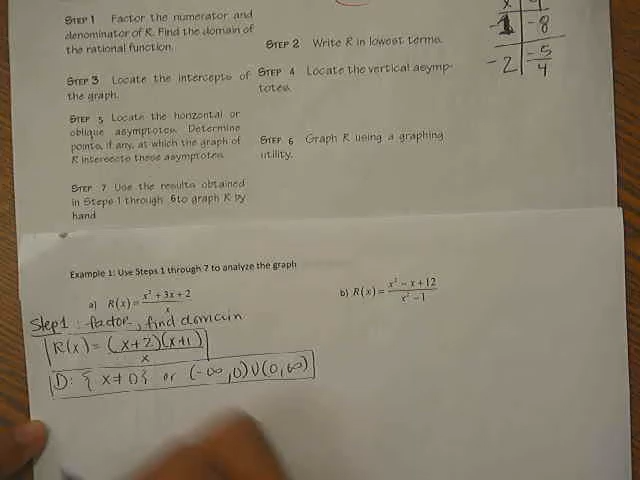 x y
-1 -8
-2 -5/4
STEP 1 Factor the numerator and
denominator of R. Find the domain of
the rational function.
STEP 2 Write R in lowest terms.
STEP 3 Locate the intercepts of
the graph.
STEP 4 Locate the vertical asymp-
totes.
STEP 5 Locate the horizontal or
oblique asymptotes. Determine
points, if any, at which the graph of
R intersects these asymptotes.
STEP 6 Graph R using a graphing
utility.
STEP 7 Use the results obtained
in Steps 1 through 6 to graph R by
hand
Example 1: Use Steps 1 through 7 to analyze the graph
a) R(x) = x² + 3x + 2 / x
b) R(x) = x² - x + 12 / x² - 1
Step 1: factor, find domain
R(x) = (x+2)(x+1) / x
D: { x ≠ 0 } or (-∞, 0) U (0, ∞)